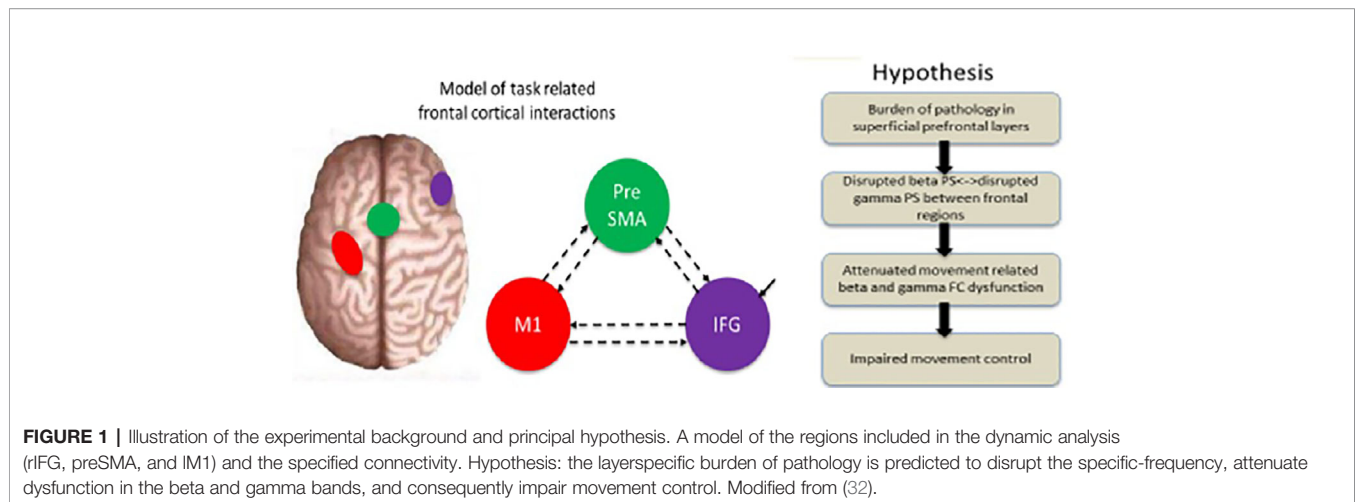 Model of task related
frontal cortical interactions
Pre
SMA
M1
IFG
Hypothesis
Burden of pathology in
superficial prefrontal layers
Disrupted beta PS<->disrupted
gamma PS between frontal
regions
Attenuated movement related
beta and gamma FC dysfunction
Impaired movement control
FIGURE 1 | Illustration of the experimental background and principal hypothesis. A model of the regions included in the dynamic analysis
(rIFG, preSMA, and lM1) and the specified connectivity. Hypothesis: the layerspecific burden of pathology is predicted to disrupt the specific-frequency, attenuate
dysfunction in the beta and gamma bands, and consequently impair movement control. Modified from (32).